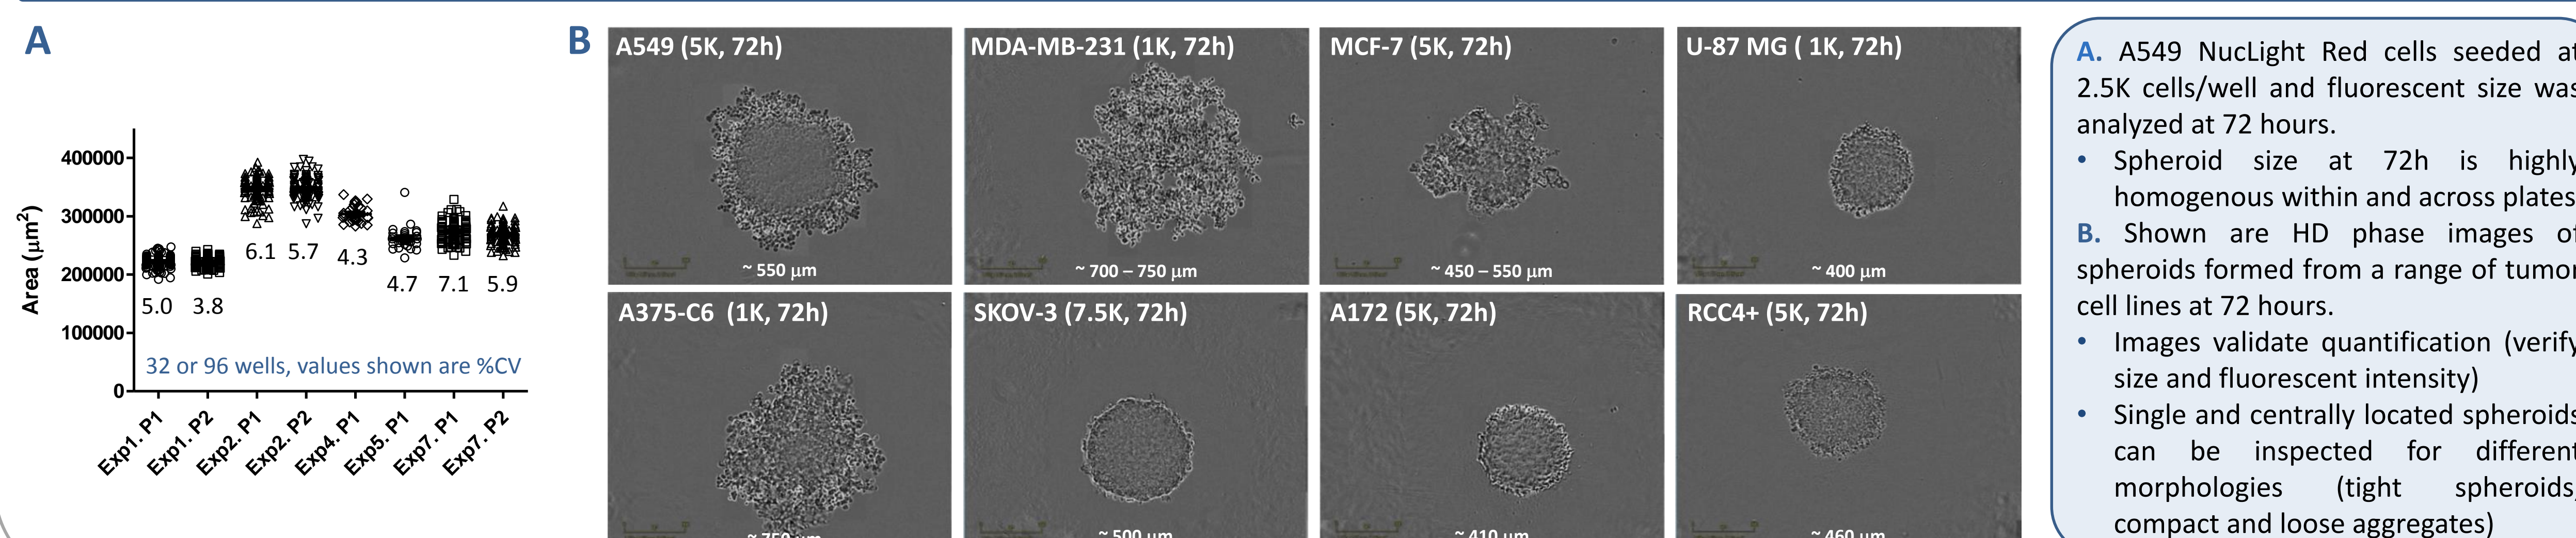 A
400000
300000
200000
100000
0
Area (μm²)
5.0
3.8
6.1
5.7
4.3
4.7
7.1
5.9
32 or 96 wells, values shown are %CV
Exp1. P1
Exp1. P2
Exp2. P1
Exp2. P2
Exp4. P1
Exp5. P1
Exp7. P1
Exp7. P2
B
A549 (5K, 72h)
~ 550 μm
MDA-MB-231 (1K, 72h)
~ 700 – 750 μm
MCF-7 (5K, 72h)
~ 450 – 550 μm
U-87 MG ( 1K, 72h)
~ 400 μm
A375-C6 (1K, 72h)
~ 750 μm
SKOV-3 (7.5K, 72h)
~ 500 μm
A172 (5K, 72h)
~ 410 μm
RCC4+ (5K, 72h)
~ 460 μm
A. A549 NucLight Red cells seeded at
2.5K cells/well and fluorescent size was
analyzed at 72 hours.
• Spheroid size at 72h is highly
homogenous within and across plates
B. Shown are HD phase images of
spheroids formed from a range of tumor
cell lines at 72 hours.
• Images validate quantification (verify
size and fluorescent intensity)
• Single and centrally located spheroids
can be inspected for different
morphologies (tight spheroids,
compact and loose aggregates)